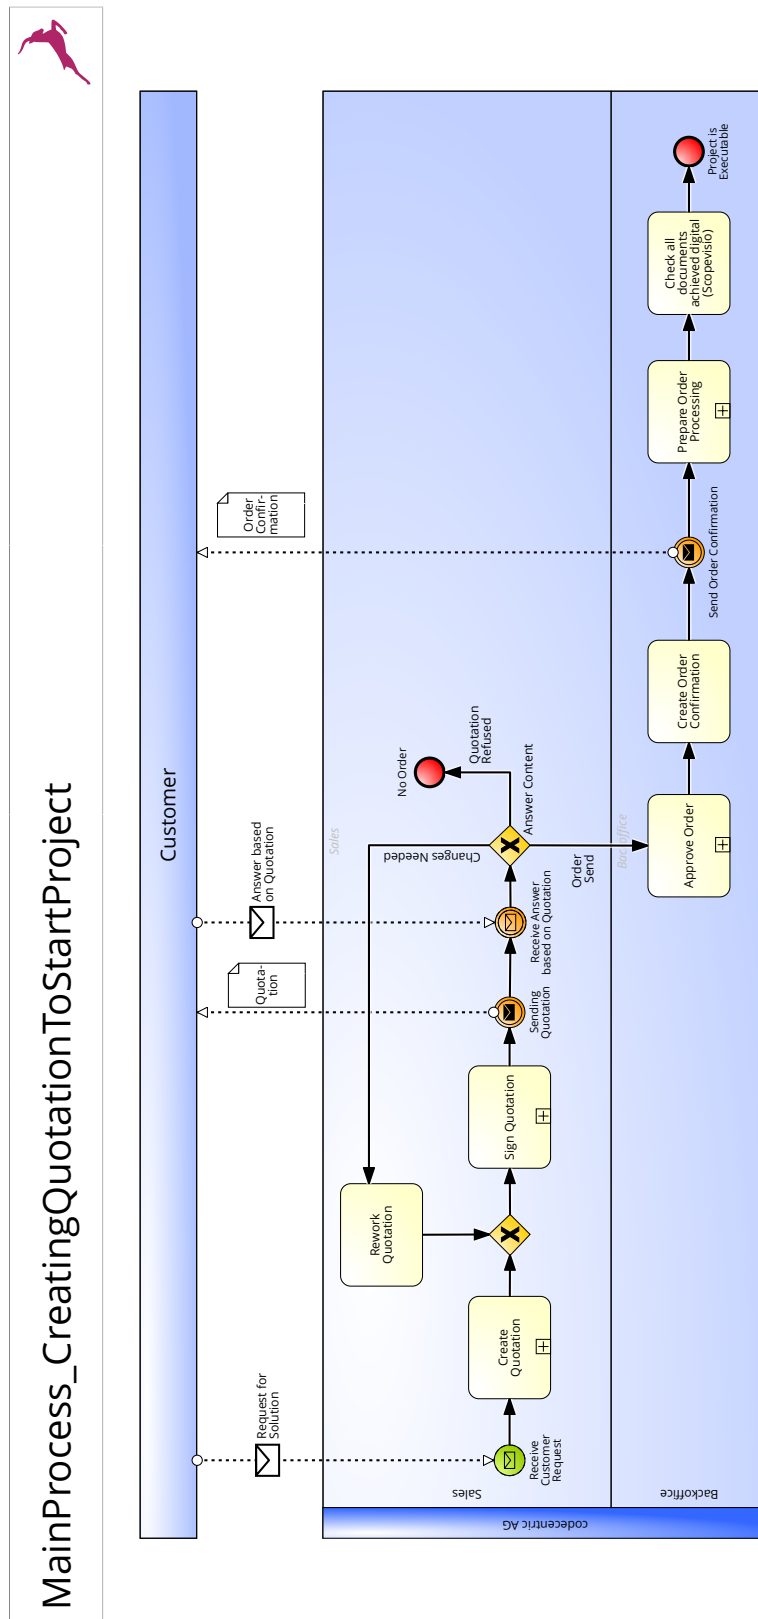 MainProcess_CreatingQuotationToStartProject
Customer
Request for
Solution
Quota-
tion
Answer based
on Quotation
Order
Confir-
mation
codecentric AG
Sales
Sales
Receive
Customer
Request
Create
Quotation
Rework
Quotation
Sign Quotation
Sending
Quotation
Receive Answer
based on Quotation
Changes Needed
Answer Content
Quotation
Refused
No Order
Order
Send
Backoffice
Backoffice
Approve Order
Create Order
Confirmation
Send Order Confirmation
Prepare Order
Processing
Check all
documents
achieved digital
(Scopevisio)
Project is
Executable